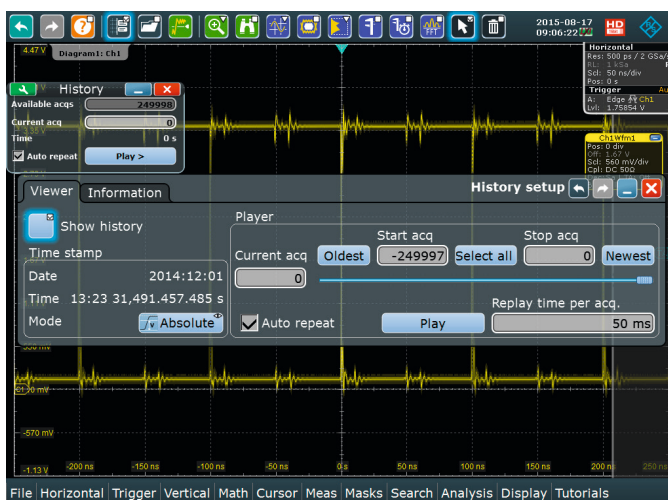 2015-08-17
09:06:22
HD
4.47 V
Diagram1: Ch1
Horizontal
Res: 500 ps / 2 GSa/s
RL: 1 kSa
Scl: 50 ns/div
Pos: 0 s
Trigger Au
A: Edge Ch1
Lvl: 1.75854 V
History
Available acqs 249998
Current acq 0
Time 0 s
Auto repeat Play >
3.35 V
Ch1Wfm1
Pos: 0 div
Off: 1.67 V
Scl: 560 mV/div
Cpl: DC 50Ω
Viewer Information History setup
Show history
Time stamp
Date 2014:12:01
Time 13:23 31,491.457.485 s
Mode Absolute
Player
Start acq Stop acq
Current acq Oldest -249997 Select all 0 Newest
0
Replay time per acq.
Auto repeat Play 50 ms
C1
-570 mV
-1.13 V -200 ns -150 ns -100 ns -50 ns 0 s 50 ns 100 ns 150 ns 200 ns 250 ns
File Horizontal Trigger Vertical Math Cursor Meas Masks Search Analysis Display Tutorials